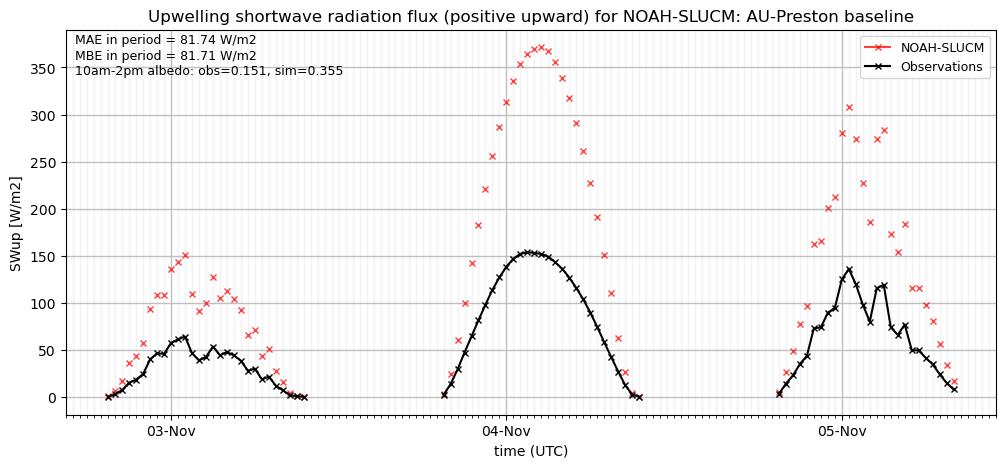 Upwelling shortwave radiation flux (positive upward) for NOAH-SLUCM: AU-Preston baseline
MAE in period = 81.74 W/m2
MBE in period = 81.71 W/m2
10am-2pm albedo: obs=0.151, sim=0.355
NOAH-SLUCM
Observations
SWup [W/m2]
350
300
250
200
150
100
50
0
03-Nov
04-Nov
05-Nov
time (UTC)